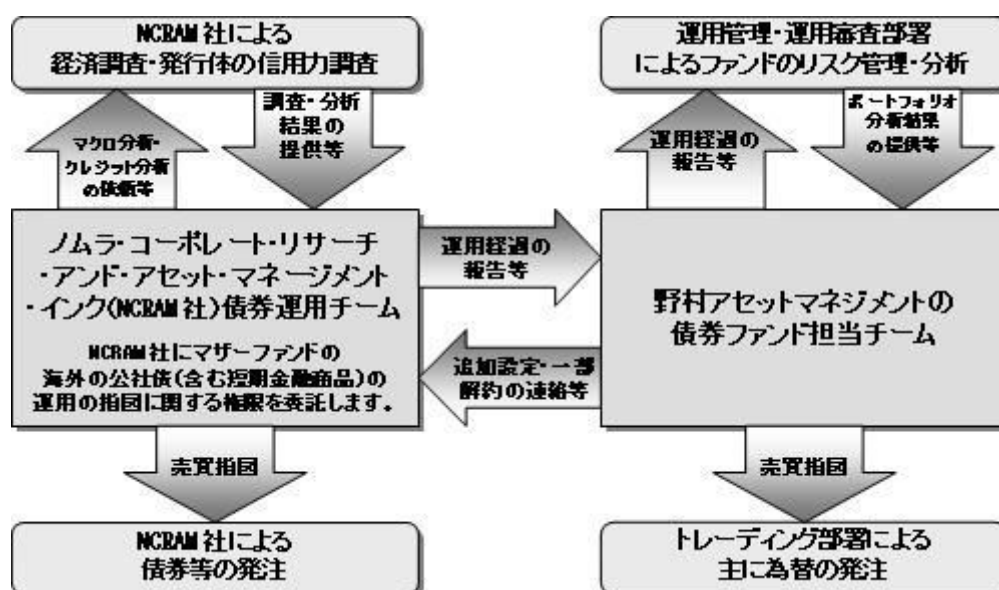 NCRAM社による
経済調査・発行体の信用力調査
運用管理・運用審査部署
によるファンドのリスク管理・分析
マクロ分析・
クレジット分析
の依頼等
調査・分析
結果の
提供等
運用経過の
報告等
ポートフォリオ
分析結果
の提供等
ノムラ・コーポレート・リサーチ
・アンド・アセット・マネージメント
・インク(NCRAM社)債券運用チーム
NCRAM社にマザーファンドの
海外の公社債(含む短期金融商品)の
運用の指図に関する権限を委託します。
運用経過の
報告等
追加設定・一部
解約の連絡等
野村アセットマネジメントの
債券ファンド担当チーム
売買指図
売買指図
NCRAM社による
債券等の発注
トレーディング部署による
主に為替の発注